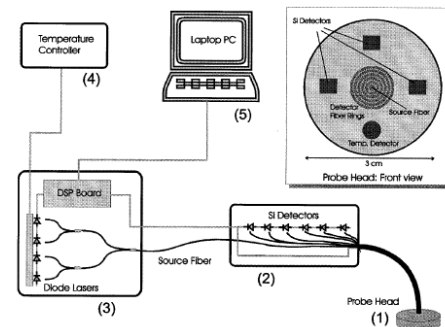 Temperature
Controller
(4)
Laptop PC
(5)
Si Detectors
Detector
Fiber Rings
Source Fiber
Temp. Detector
3 cm
Probe Head: Front view
DSP Board
Diode Lasers
(3)
Source Fiber
Si Detectors
(2)
Probe Head
(1)